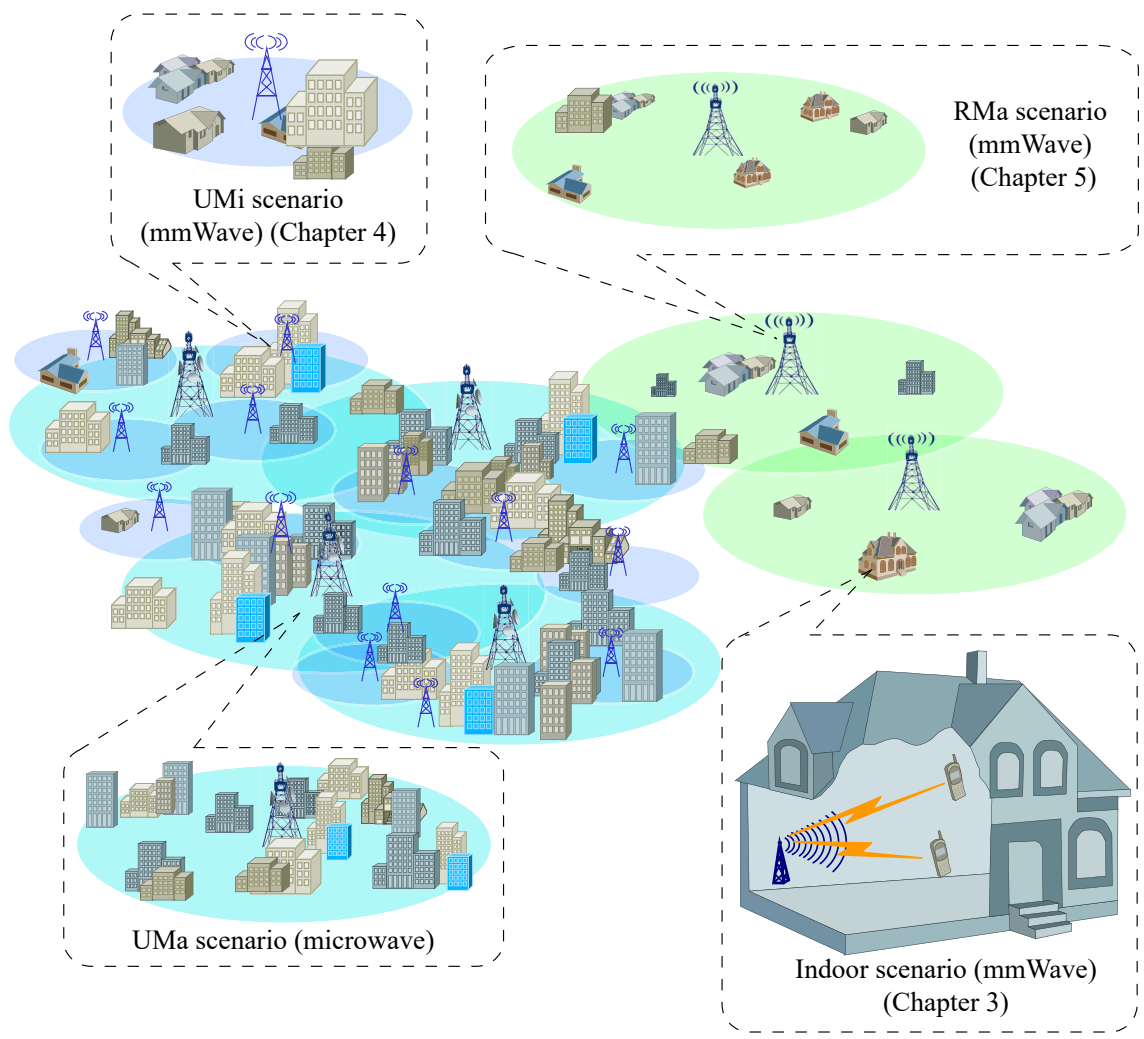 UMi scenario
(mmWave) (Chapter 4)
RMa scenario
(mmWave)
(Chapter 5)
UMa scenario (microwave)
Indoor scenario (mmWave)
(Chapter 3)